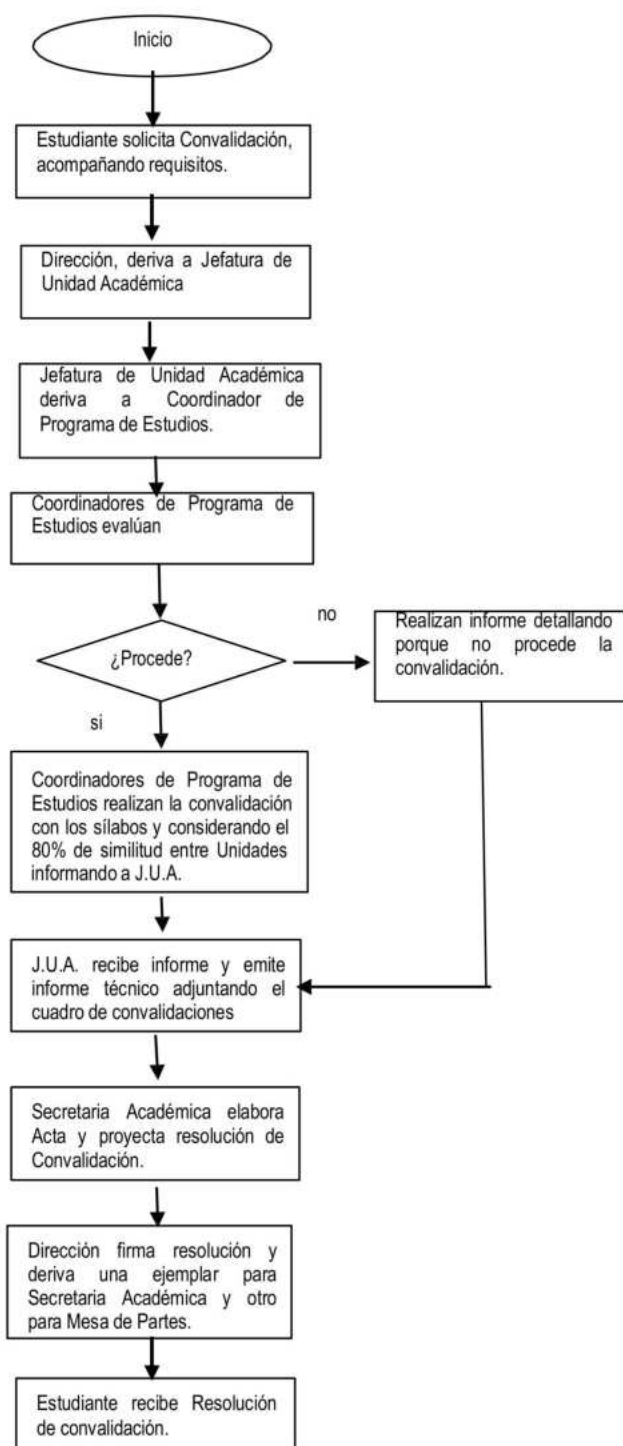 Inicio
Estudiante solicita Convalidación,
acompañando requisitos.
Dirección, deriva a Jefatura de
Unidad Académica
Jefatura de Unidad Académica
deriva a Coordinador de
Programa de Estudios.
Coordinadores de Programa de
Estudios evalúan
¿Procede?
no
Realizan informe detallando
porque no procede la
convalidación.
si
Coordinadores de Programa de
Estudios realizan la convalidación
con los sílabos y considerando el
80% de similitud entre Unidades
informando a J.U.A.
J.U.A. recibe informe y emite
informe técnico adjuntando el
cuadro de convalidaciones
Secretaria Académica elabora
Acta y proyecta resolución de
Convalidación.
Dirección firma resolución y
deriva una ejemplar para
Secretaria Académica y otro
para Mesa de Partes.
Estudiante recibe Resolución
de convalidación.